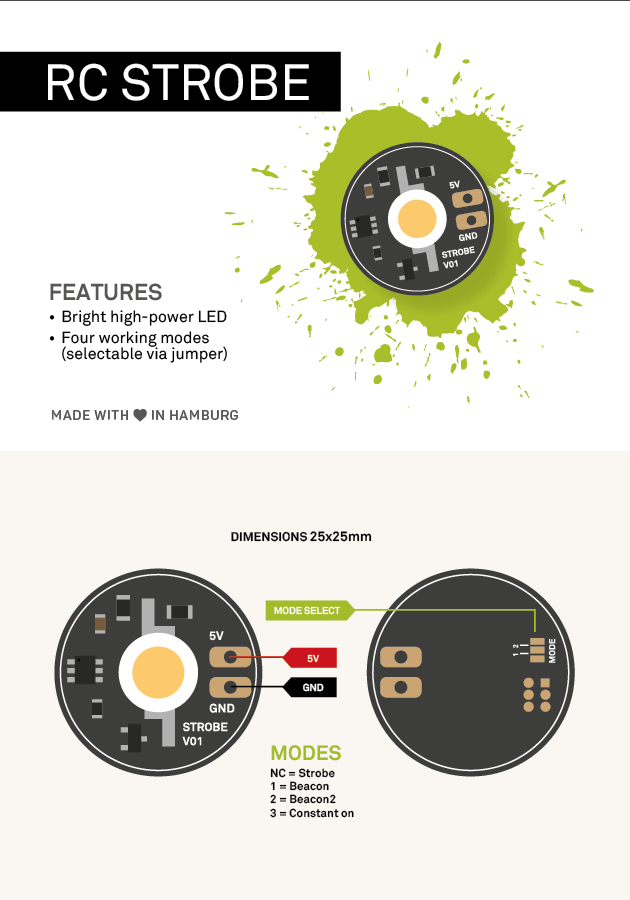 RC STROBE
5V
GND
STROBE
V01
FEATURES
• Bright high-power LED
• Four working modes
(selectable via jumper)
MADE WITH ♥ IN HAMBURG
DIMENSIONS 25x25mm
MODE SELECT
5V
5V
GND
GND
STROBE
V01
1 2
MODE
MODES
NC = Strobe
1 = Beacon
2 = Beacon2
3 = Constant on